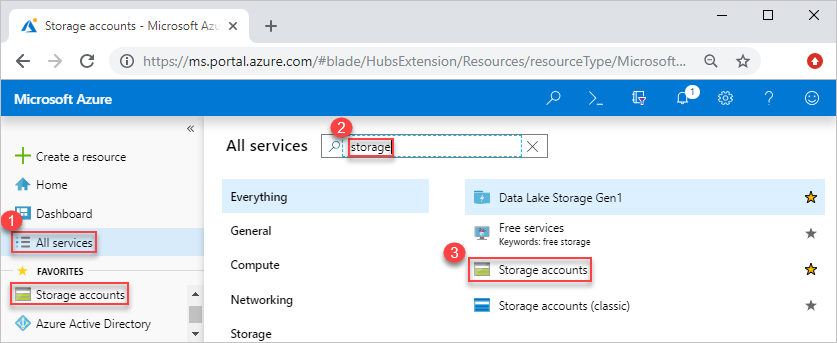 Storage accounts - Microsoft Az
https://ms.portal.azure.com/#blade/HubsExtension/Resources/resourceType/Microsoft...
Microsoft Azure
1
«
All services
2
storage
Create a resource
Home
Dashboard
1
All services
FAVORITES
Storage accounts
Azure Active Directory
Everything
General
Compute
Networking
Storage
Data Lake Storage Gen1
Free services
Keywords: free storage
3
Storage accounts
Storage accounts (classic)